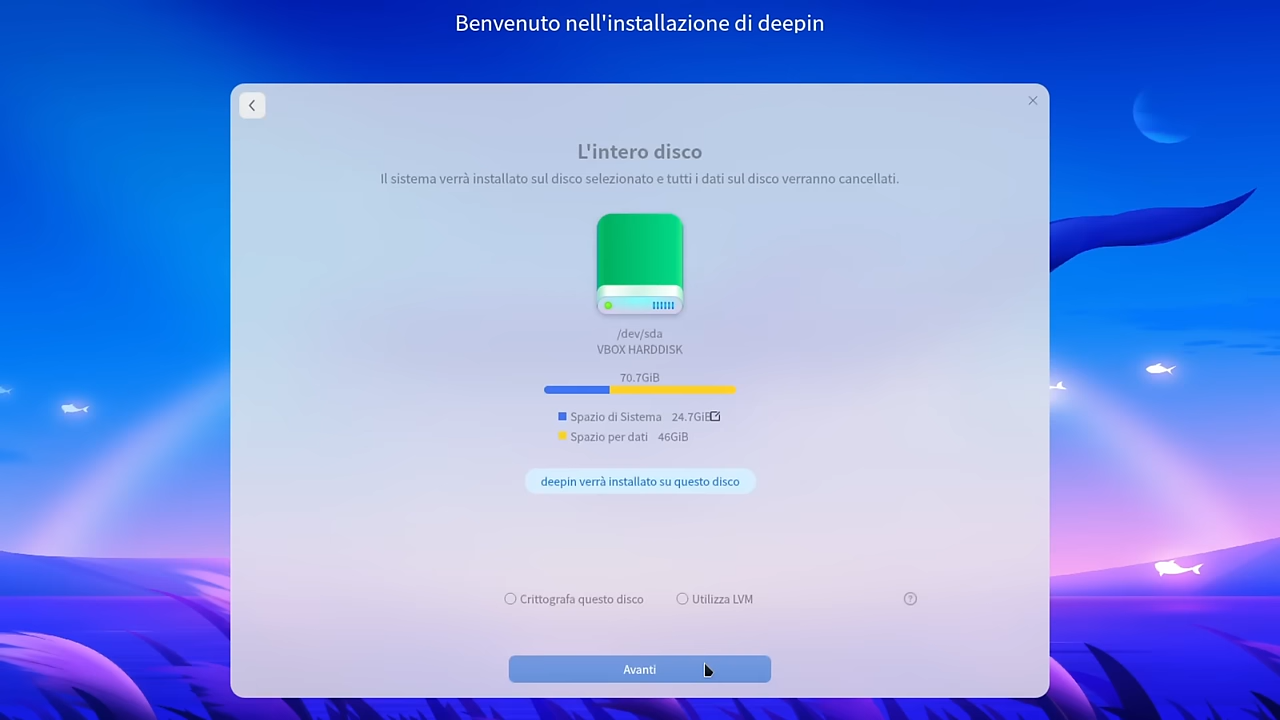 Benvenuto nell'installazione di deepin
L'intero disco
Il sistema verrà installato sul disco selezionato e tutti i dati sul disco verranno cancellati.
/dev/sda
VBOX HARDDISK
70.7GiB
Spazio di Sistema 24.7GiB
Spazio per dati 46GiB
deepin verrà installato su questo disco
Crittografa questo disco Utilizza LVM ?
Avanti